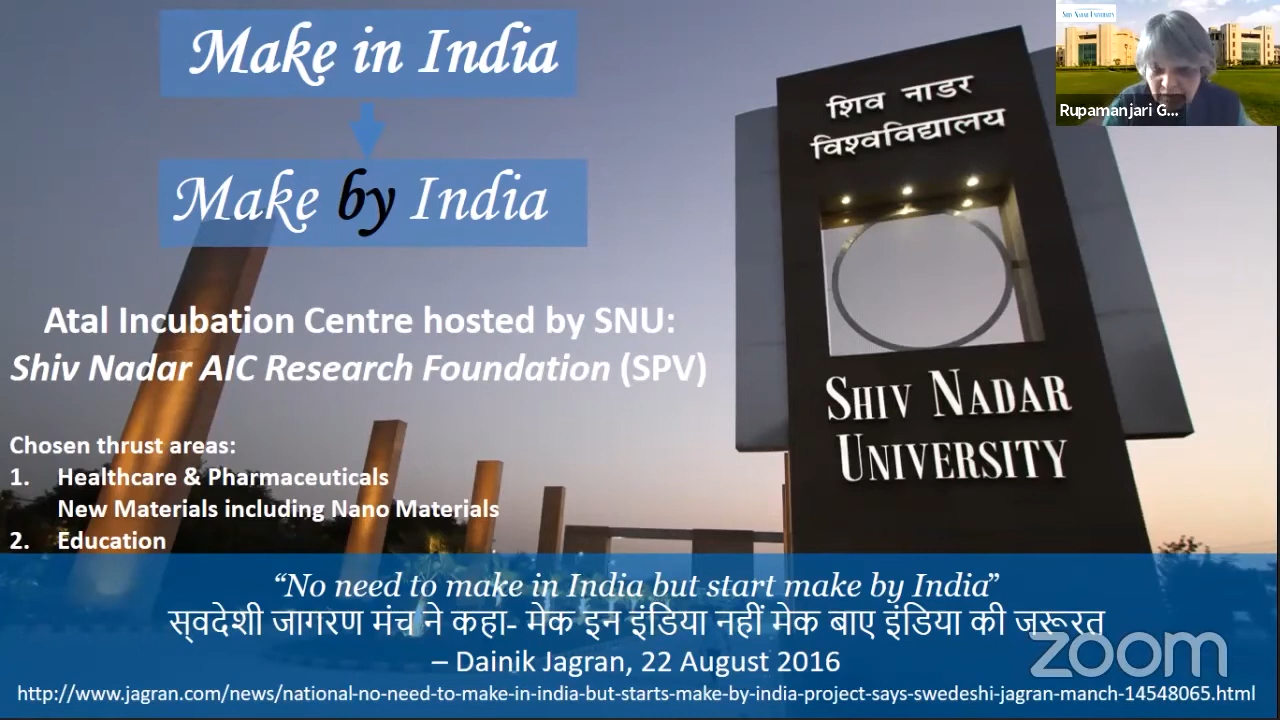 Make in India
Make by India
शिव नाडर
विश्वविद्यालय
SHIV NADAR
UNIVERSITY
SHIV NADAR UNIVERSITY
Rupamanjari G...
Atal Incubation Centre hosted by SNU:
Shiv Nadar AIC Research Foundation (SPV)
Chosen thrust areas:
1. Healthcare & Pharmaceuticals
New Materials including Nano Materials
2. Education
“No need to make in India but start make by India”
स्वदेशी जागरण मंच ने कहा- मेक इन इंडिया नहीं मेक बाए इंडिया की जरूरत
– Dainik Jagran, 22 August 2016
zoom
http://www.jagran.com/news/national-no-need-to-make-in-india-but-starts-make-by-india-project-says-swedeshi-jagran-manch-14548065.html